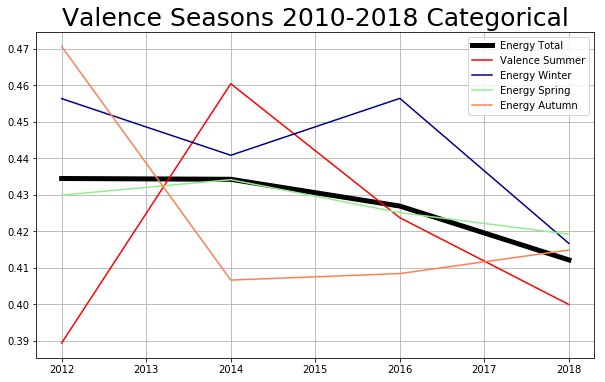 Valence Seasons 2010-2018 Categorical
Energy Total
Valence Summer
Energy Winter
Energy Spring
Energy Autumn
0.47
0.46
0.45
0.44
0.43
0.42
0.41
0.40
0.39
2012 2013 2014 2015 2016 2017 2018